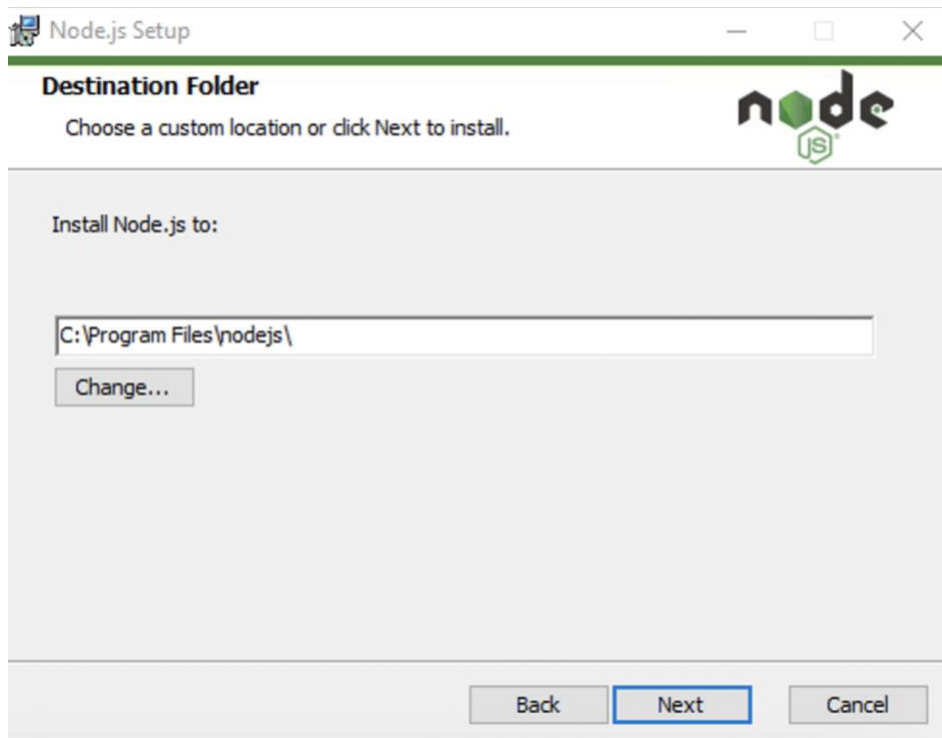 Node.js Setup
Destination Folder
Choose a custom location or click Next to install.
node
JS
Install Node.js to:
C:\Program Files\nodejs\
Change...
Back Next Cancel